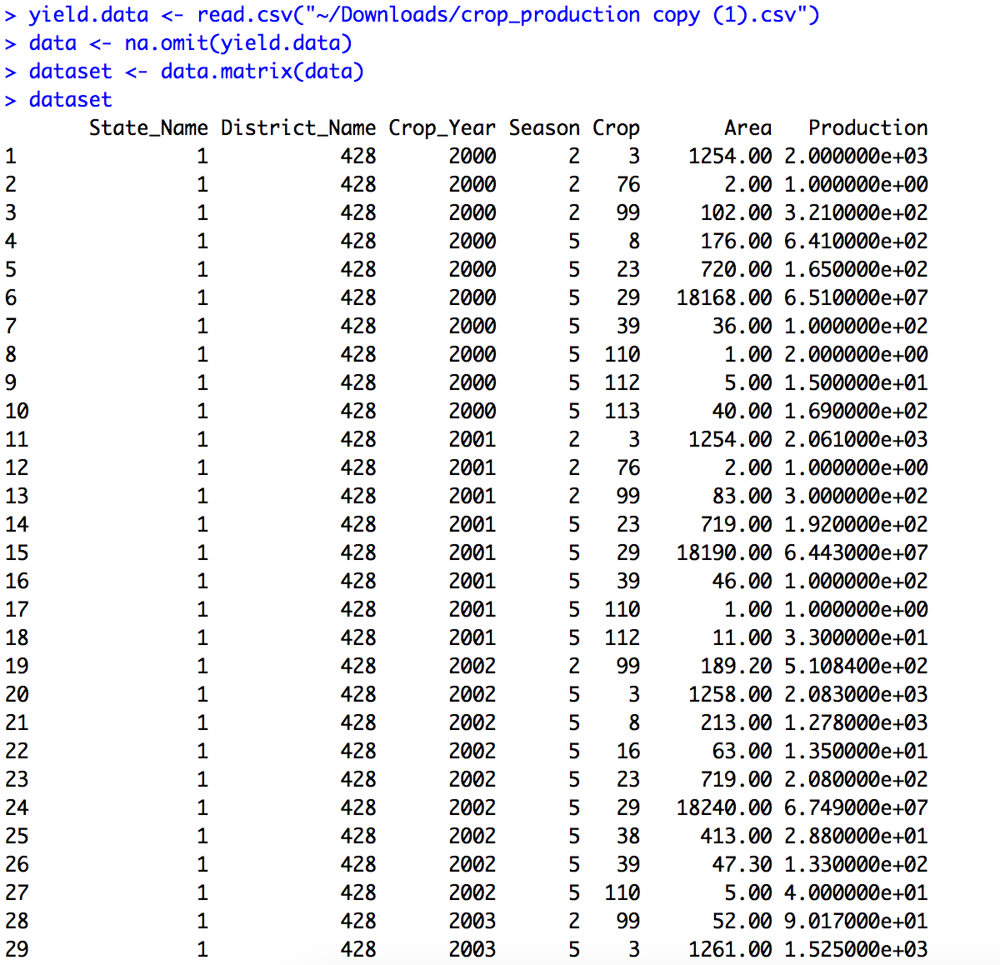 > yield.data <- read.csv("~/Downloads/crop_production copy (1).csv")
> data <- na.omit(yield.data)
> dataset <- data.matrix(data)
> dataset
State_Name District_Name Crop_Year Season Crop Area Production
1 1 428 2000 2 3 1254.00 2.000000e+03
2 1 428 2000 2 76 2.00 1.000000e+00
3 1 428 2000 2 99 102.00 3.210000e+02
4 1 428 2000 5 8 176.00 6.410000e+02
5 1 428 2000 5 23 720.00 1.650000e+02
6 1 428 2000 5 29 18168.00 6.510000e+07
7 1 428 2000 5 39 36.00 1.000000e+02
8 1 428 2000 5 110 1.00 2.000000e+00
9 1 428 2000 5 112 5.00 1.500000e+01
10 1 428 2000 5 113 40.00 1.690000e+02
11 1 428 2001 2 3 1254.00 2.061000e+03
12 1 428 2001 2 76 2.00 1.000000e+00
13 1 428 2001 2 99 83.00 3.000000e+02
14 1 428 2001 5 23 719.00 1.920000e+02
15 1 428 2001 5 29 18190.00 6.443000e+07
16 1 428 2001 5 39 46.00 1.000000e+02
17 1 428 2001 5 110 1.00 1.000000e+00
18 1 428 2001 5 112 11.00 3.300000e+01
19 1 428 2002 2 99 189.20 5.108400e+02
20 1 428 2002 5 3 1258.00 2.083000e+03
21 1 428 2002 5 8 213.00 1.278000e+03
22 1 428 2002 5 16 63.00 1.350000e+01
23 1 428 2002 5 23 719.00 2.080000e+02
24 1 428 2002 5 29 18240.00 6.749000e+07
25 1 428 2002 5 38 413.00 2.880000e+01
26 1 428 2002 5 39 47.30 1.330000e+02
27 1 428 2002 5 110 5.00 4.000000e+01
28 1 428 2003 2 99 52.00 9.017000e+01
29 1 428 2003 5 3 1261.00 1.525000e+03